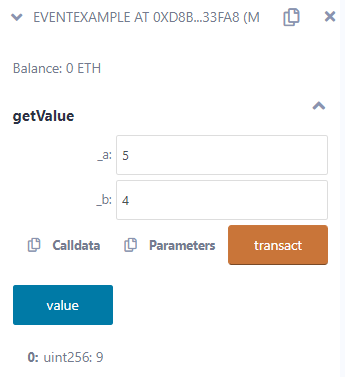 EVENTEXAMPLE AT 0XD8B...33FA8 (M
Balance: 0 ETH
getValue
_a: 5
_b: 4
Calldata Parameters transact
value
0: uint256: 9